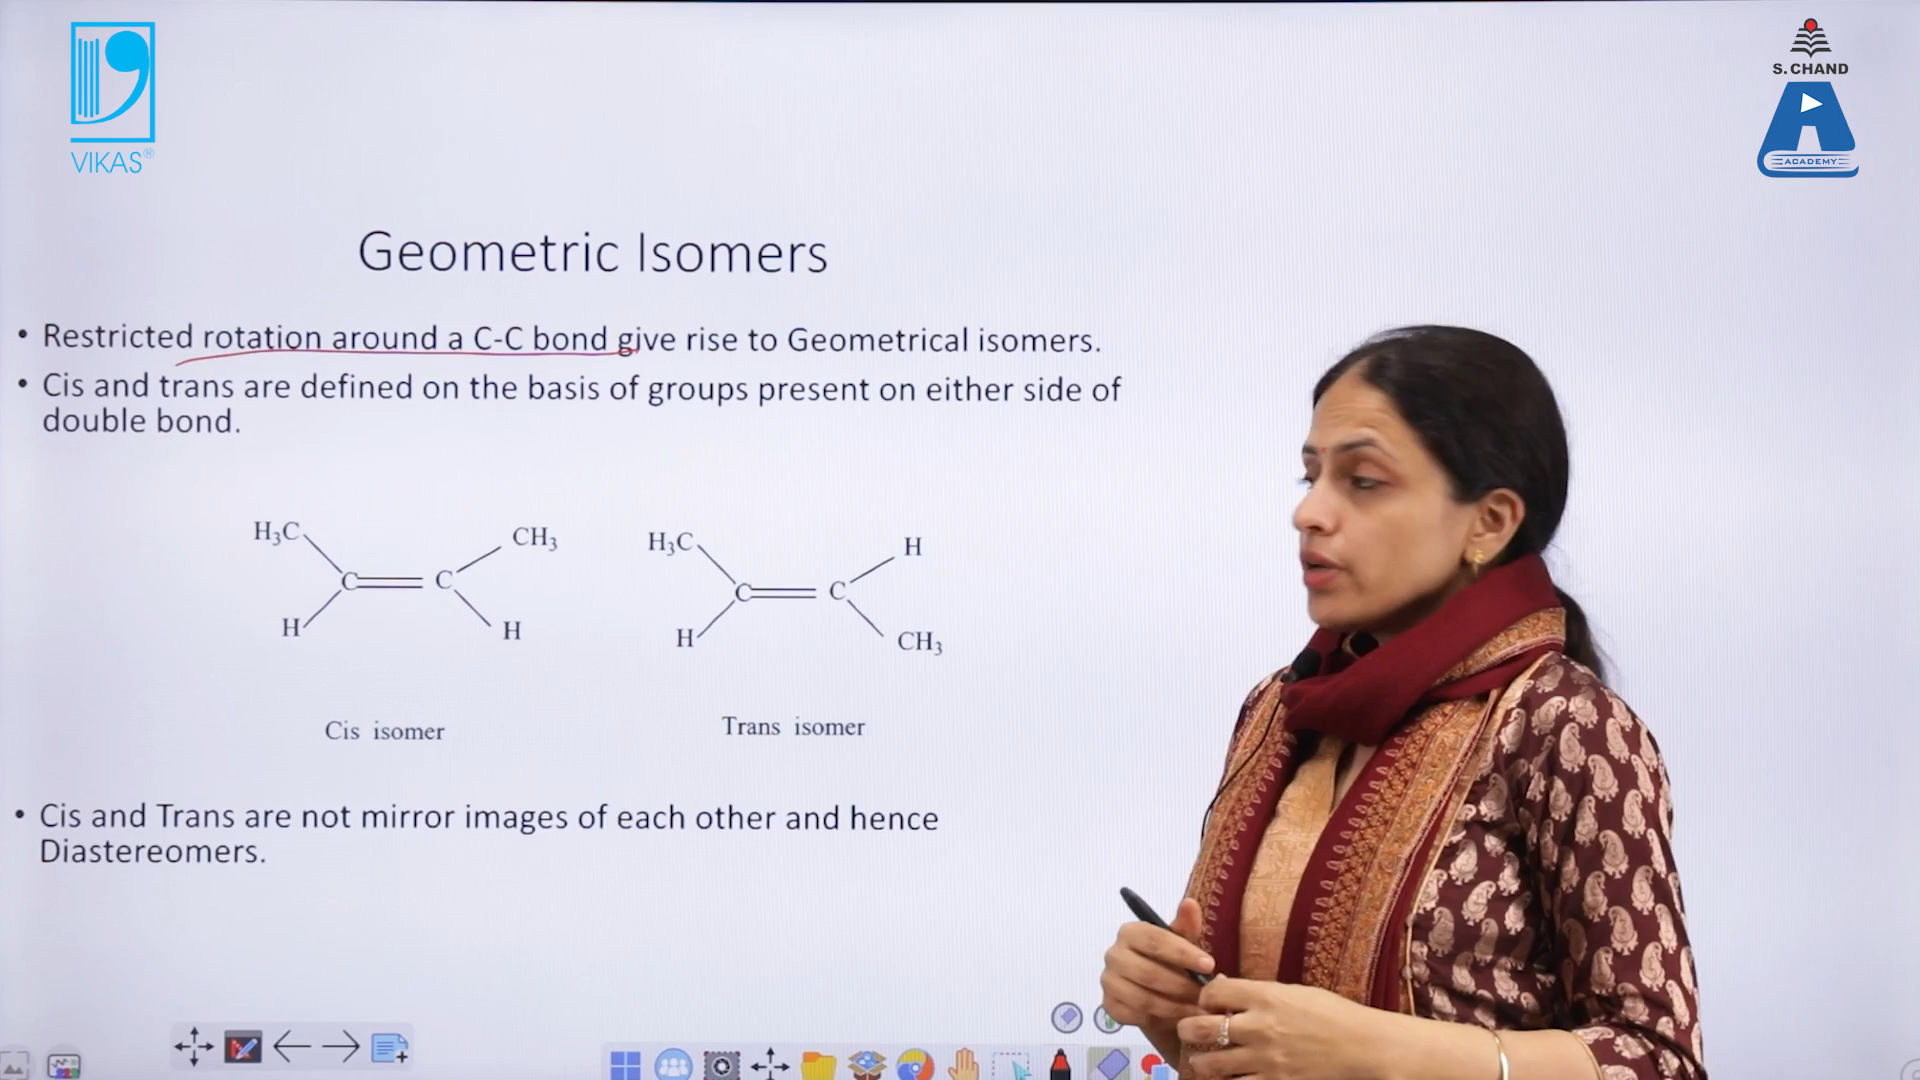 VIKAS®
S. CHAND
ACADEMY
Geometric Isomers
• Restricted rotation around a C-C bond give rise to Geometrical isomers.
• Cis and trans are defined on the basis of groups present on either side of
double bond.
H₃C CH₃
C C
H H
Cis isomer
H₃C H
C C
H CH₃
Trans isomer
• Cis and Trans are not mirror images of each other and hence
Diastereomers.